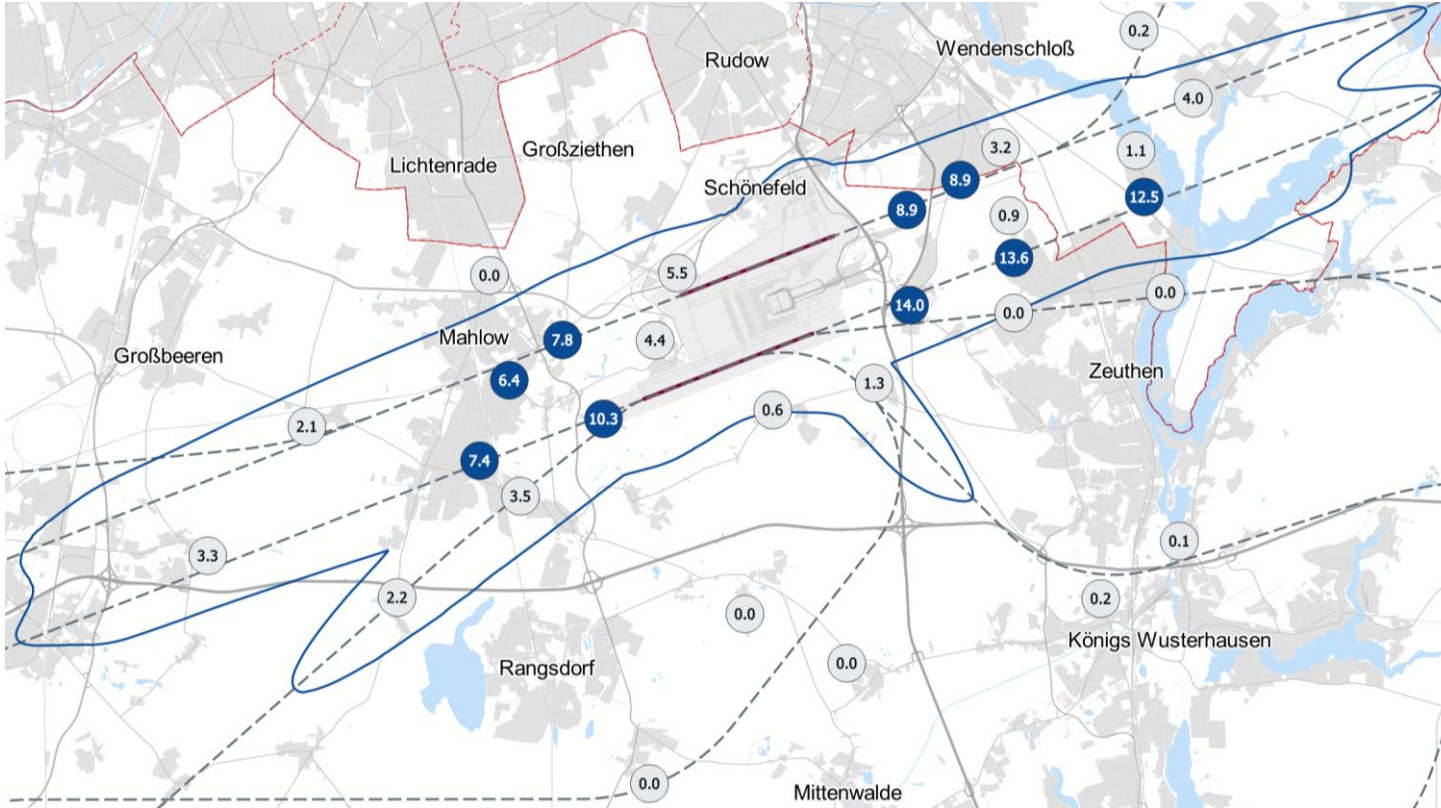 0.2
Wendenschloß
Rudow
4.0
3.2
Großziethen
1.1
Lichtenrade
8.9
Schönefeld
12.5
8.9
0.9
13.6
5.5
0.0
0.0
14.0
0.0
Mahlow
7.8
4.4
Großbeeren
Zeuthen
6.4
1.3
0.6
10.3
2.1
7.4
3.5
0.1
3.3
2.2
0.2
0.0
Königs Wusterhausen
0.0
Rangsdorf
0.0
Mittenwalde